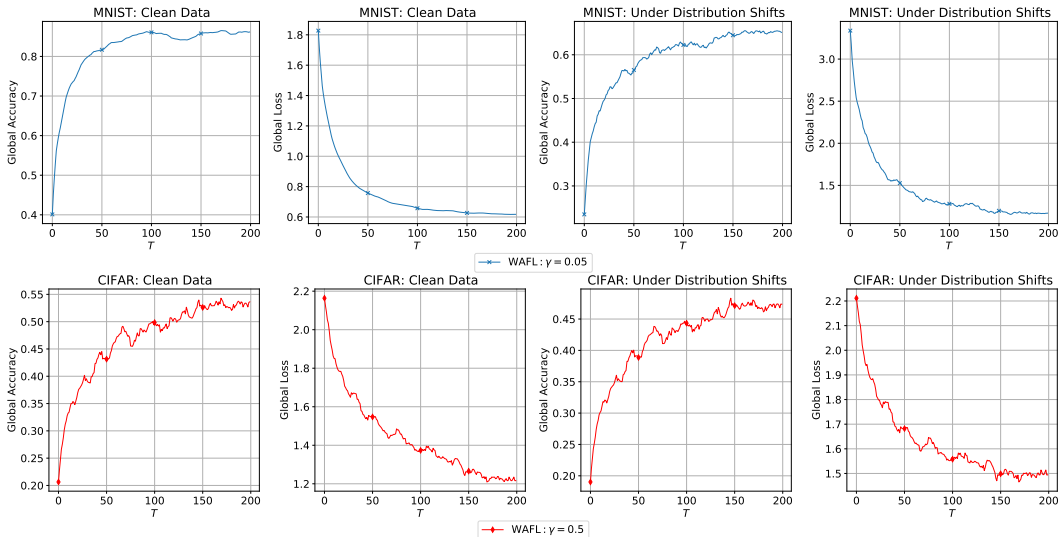 MNIST: Clean Data
MNIST: Clean Data
MNIST: Under Distribution Shifts
MNIST: Under Distribution Shifts
Global Accuracy
0.8
0.7
0.6
0.5
0.4
0 50 100 150 200
T
Global Loss
1.8
1.6
1.4
1.2
1.0
0.8
0.6
0 50 100 150 200
T
Global Accuracy
0.6
0.5
0.4
0.3
0 50 100 150 200
T
Global Loss
3.0
2.5
2.0
1.5
0 50 100 150 200
T
WAFL : γ = 0.05
CIFAR: Clean Data
CIFAR: Clean Data
CIFAR: Under Distribution Shifts
CIFAR: Under Distribution Shifts
Global Accuracy
0.55
0.50
0.45
0.40
0.35
0.30
0.25
0.20
0 50 100 150 200
T
Global Loss
2.2
2.0
1.8
1.6
1.4
1.2
0 50 100 150 200
T
Global Accuracy
0.45
0.40
0.35
0.30
0.25
0.20
0 50 100 150 200
T
Global Loss
2.2
2.1
2.0
1.9
1.8
1.7
1.6
1.5
0 50 100 150 200
T
WAFL : γ = 0.5